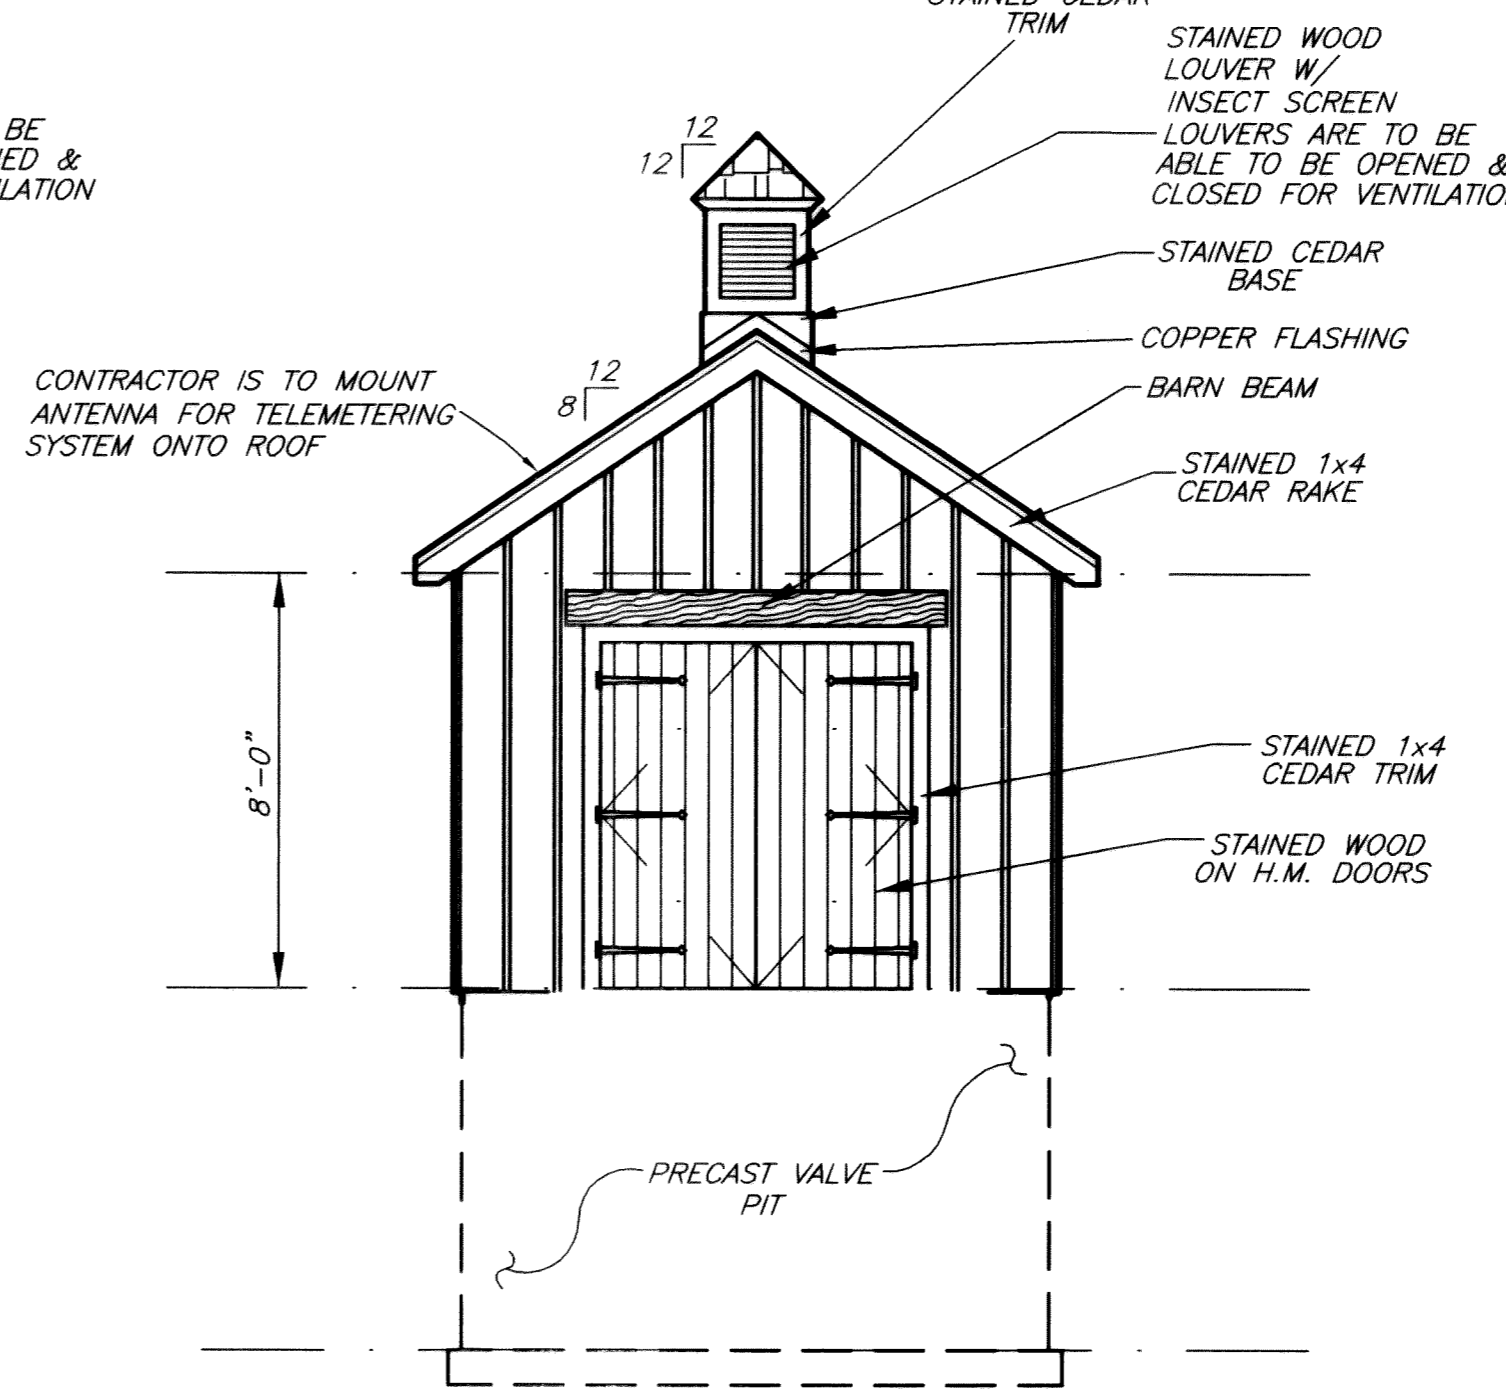 BE
&
TRIM
STAINED WOOD
LOUVER W/
INSECT SCREEN
LOUVERS ARE TO BE
ABLE TO BE OPENED &
CLOSED FOR VENTILATION
12
12
STAINED CEDAR
BASE
COPPER FLASHING
BARN BEAM
12
8
CONTRACTOR IS TO MOUNT
ANTENNA FOR TELEMETERING
SYSTEM ONTO ROOF
STAINED 1x4
CEDAR RAKE
8'-0"
STAINED 1x4
CEDAR TRIM
STAINED WOOD
ON H.M. DOORS
PRECAST VALVE
PIT